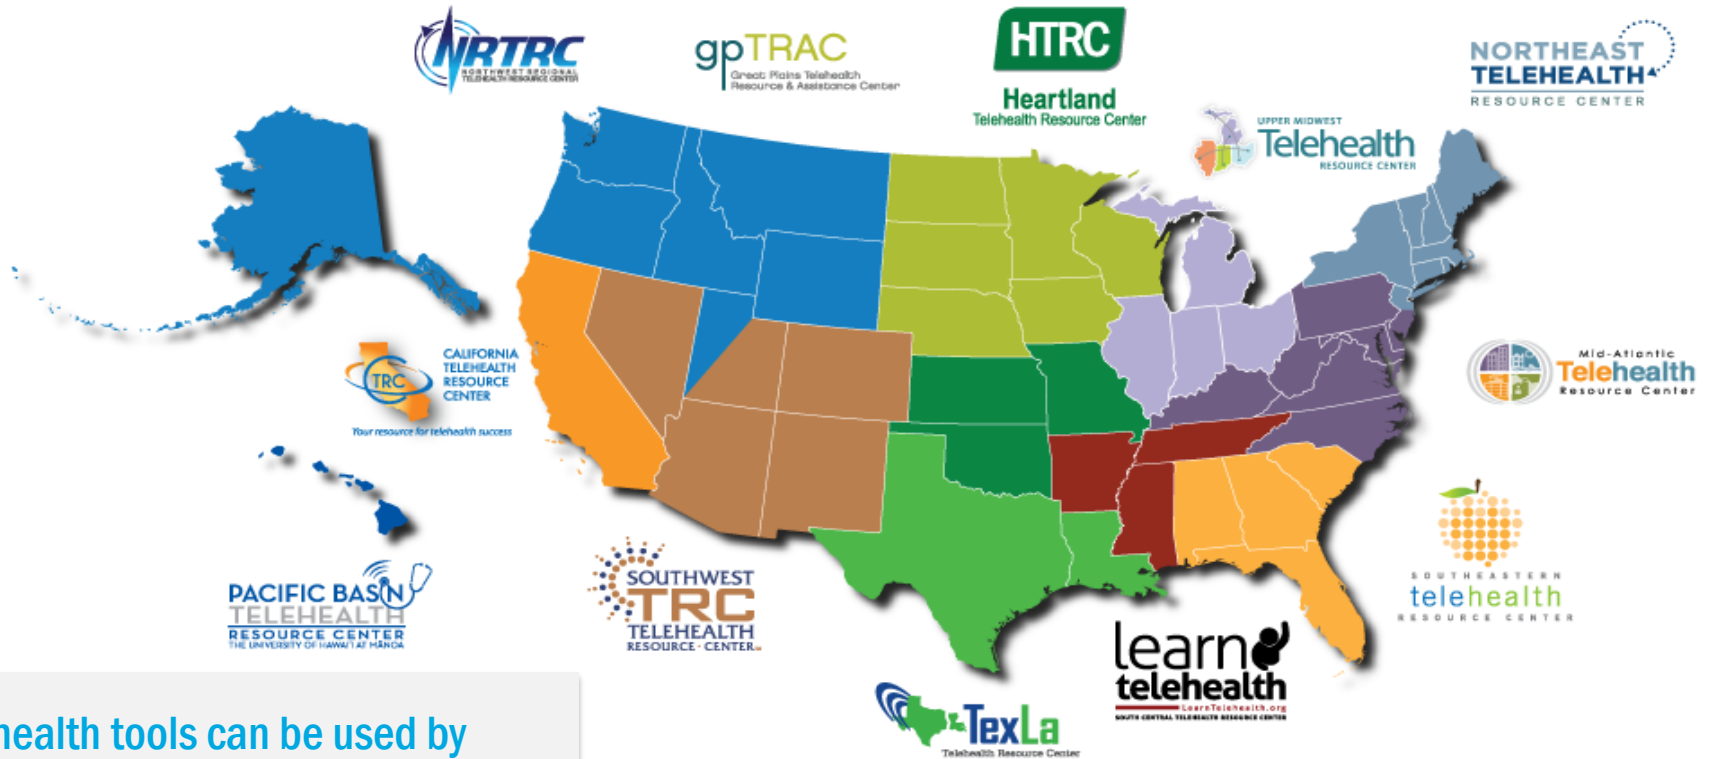 NRTRC
NORTHWEST REGIONAL
TELEHEALTH RESOURCE CENTER
gpTRAC
Great Plains Telehealth
Resource & Assistance Center
HTRC
Heartland
Telehealth Resource Center
UPPER MIDWEST
Telehealth
RESOURCE CENTER
NORTHEAST
TELEHEALTH
RESOURCE CENTER
TRC
CALIFORNIA
TELEHEALTH
RESOURCE
CENTER
Your resource for telehealth success
Mid-Atlantic
Telehealth
Resource Center
PACIFIC BASIN
TELEHEALTH
RESOURCE CENTER
THE UNIVERSITY OF HAWAI'I AT MĀNOA
SOUTHWEST
TRC
TELEHEALTH
RESOURCE · CENTER
SOUTHEASTERN
telehealth
RESOURCE CENTER
learn
telehealth
LearnTelehealth.org
SOUTH CENTRAL TELEHEALTH RESOURCE CENTER
TexLa
Telehealth Resource Center
health tools can be used by